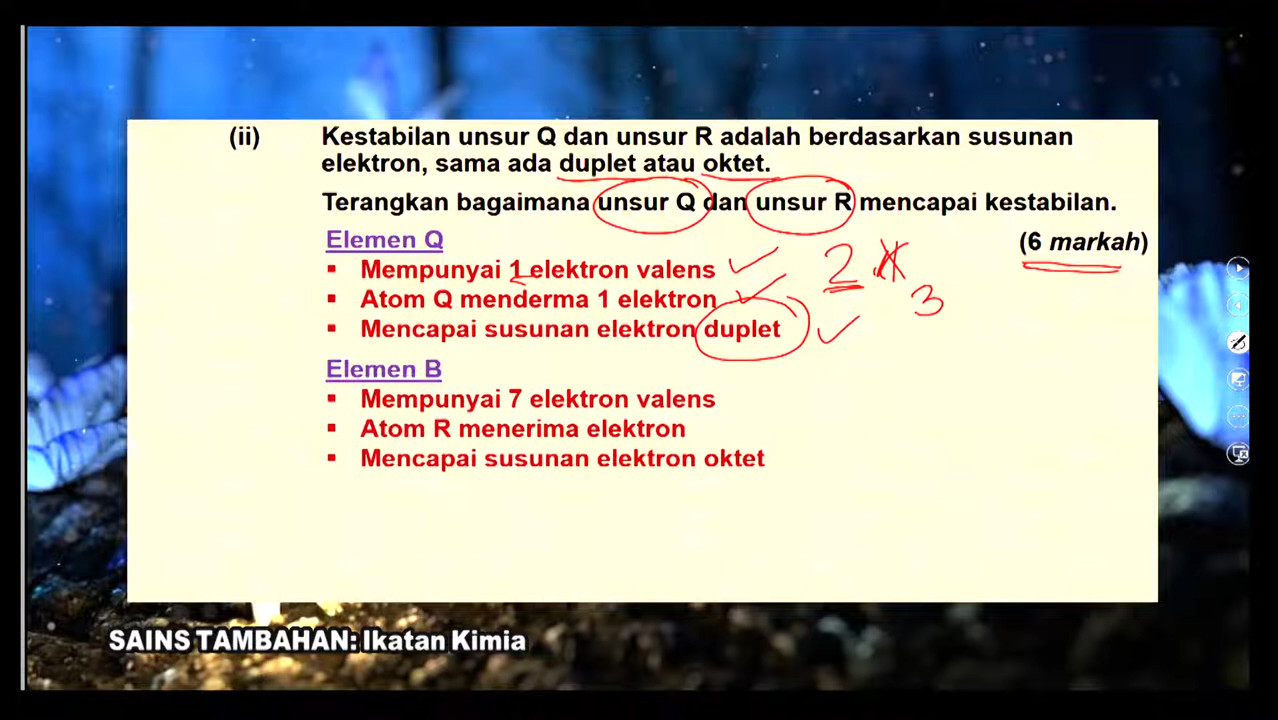 (ii) Kestabilan unsur Q dan unsur R adalah berdasarkan susunan
elektron, sama ada duplet atau oktet.
Terangkan bagaimana unsur Q dan unsur R mencapai kestabilan.
(6 markah)
Elemen Q
▪ Mempunyai 1 elektron valens
▪ Atom Q menderma 1 elektron
▪ Mencapai susunan elektron duplet
2
3
Elemen B
▪ Mempunyai 7 elektron valens
▪ Atom R menerima elektron
▪ Mencapai susunan elektron oktet
SAINS TAMBAHAN: Ikatan Kimia